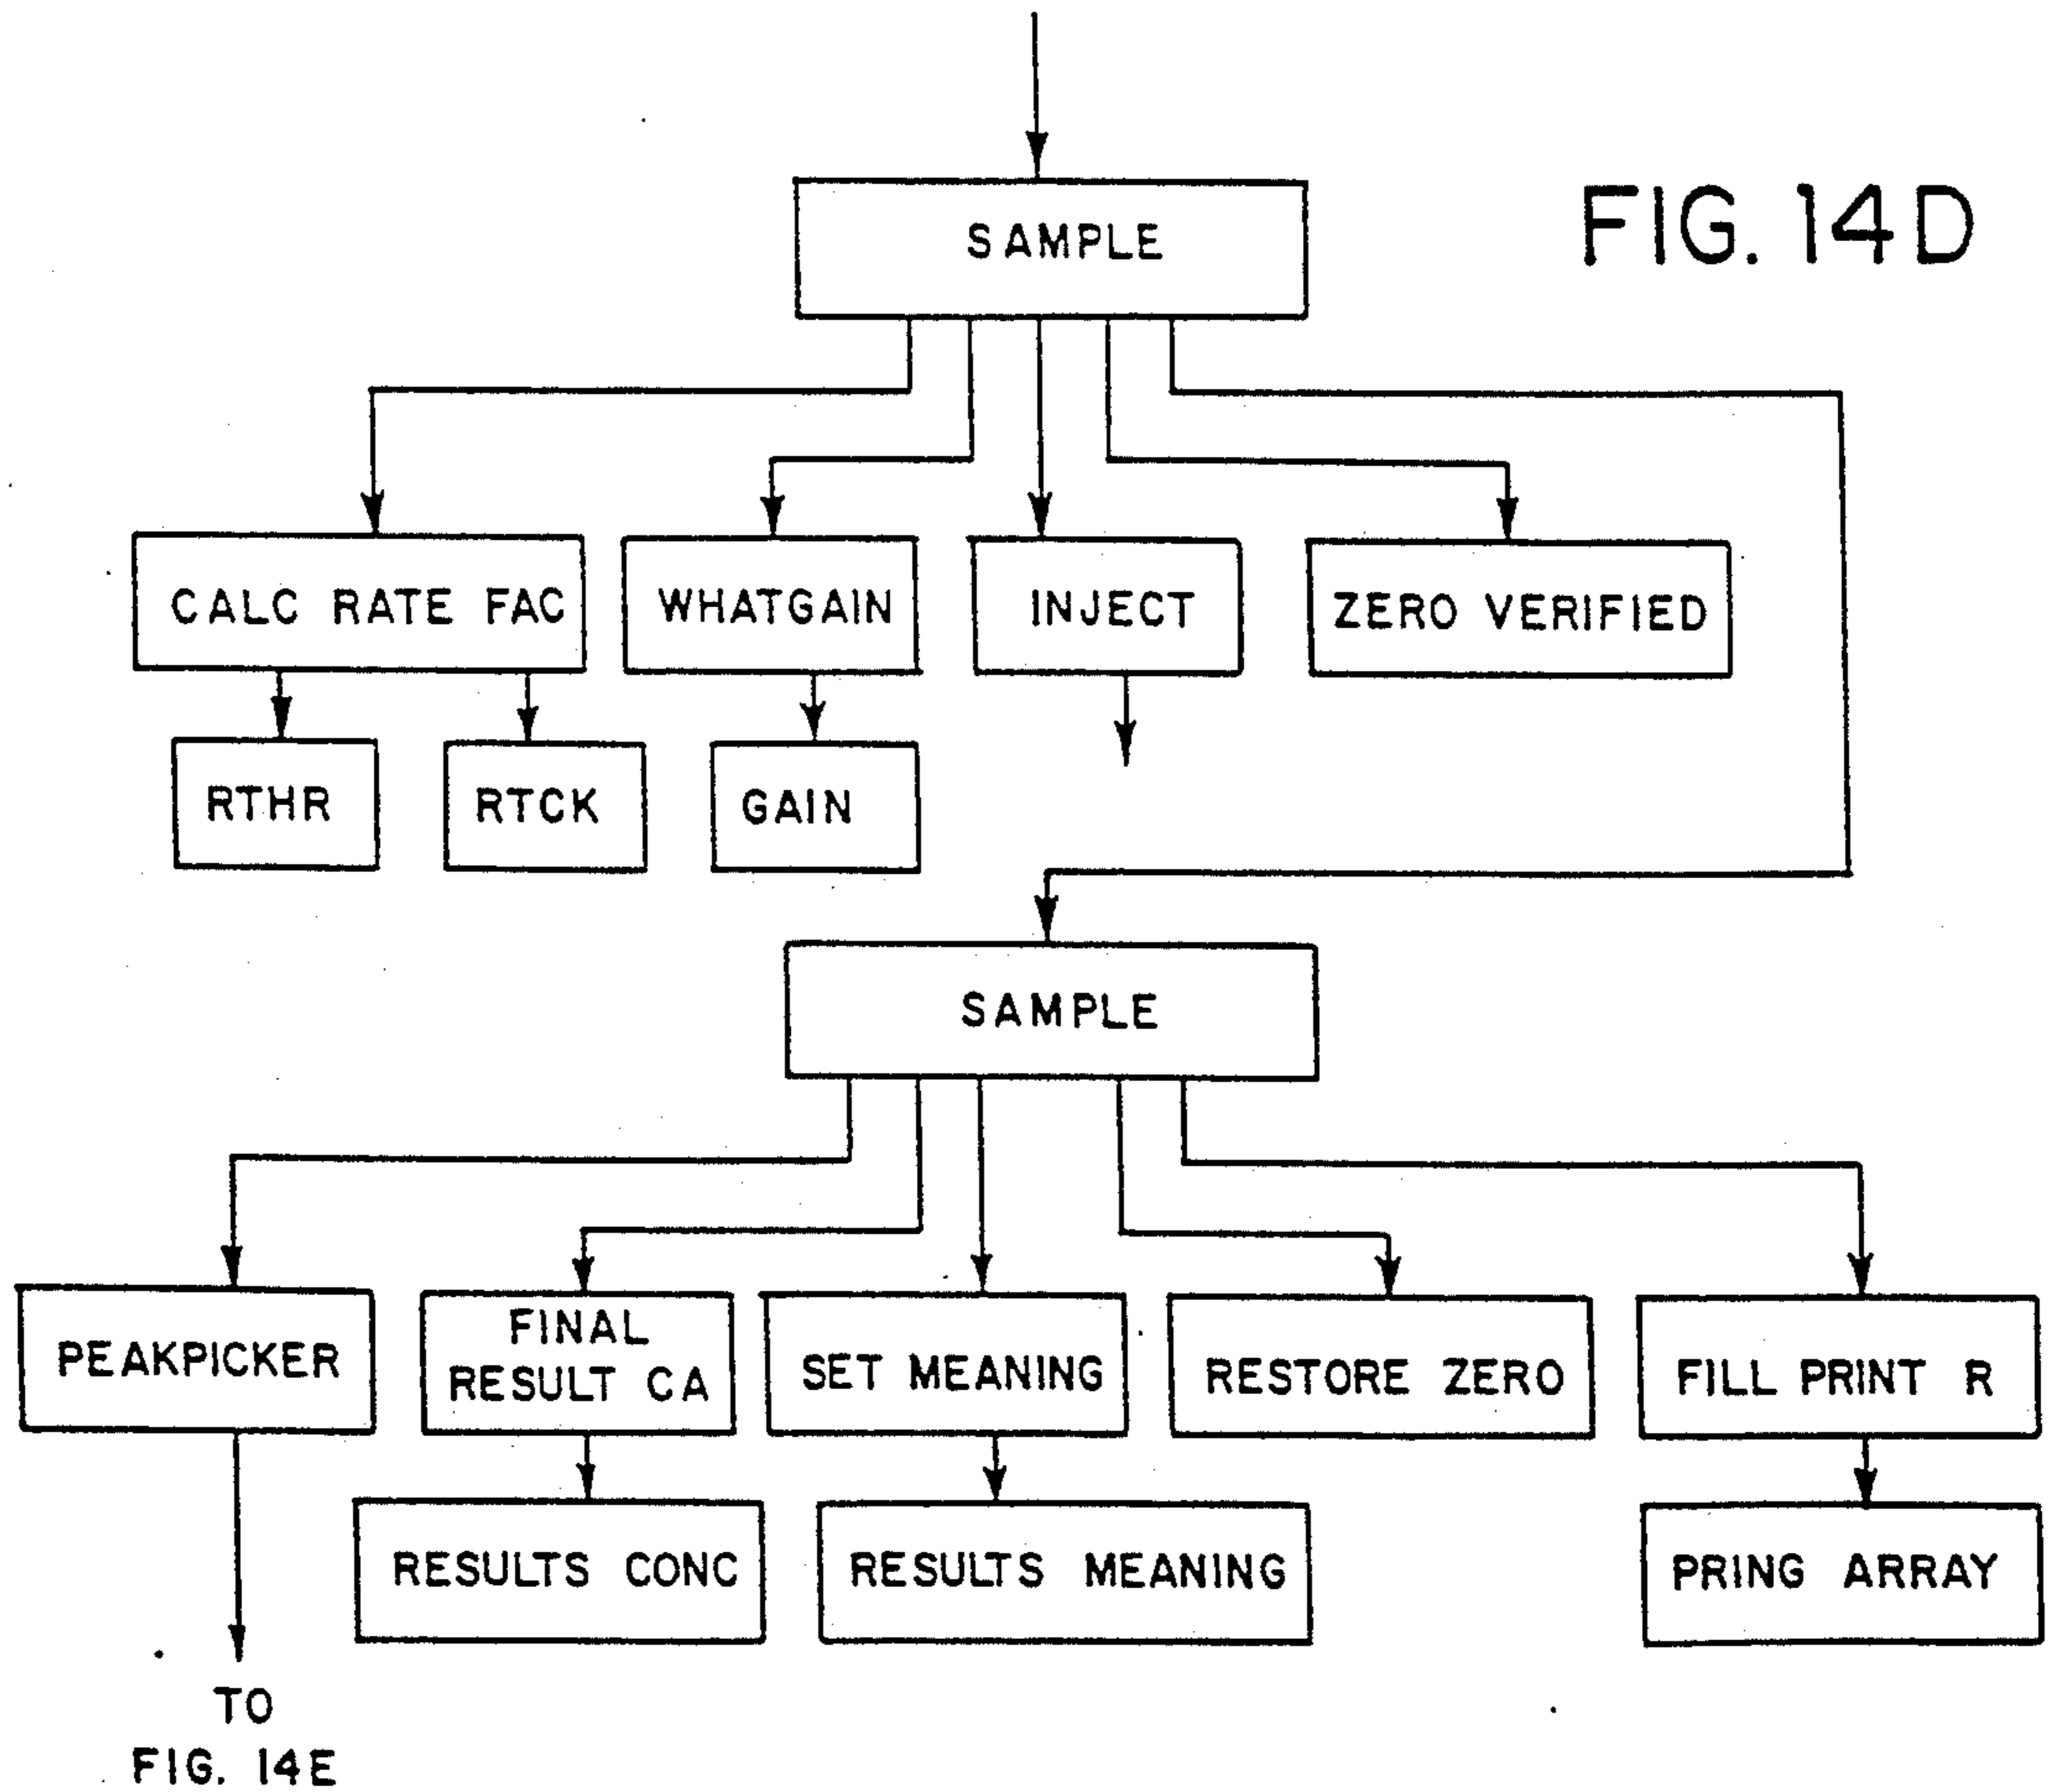 FIG. 14D
SAMPLE
CALC RATE FAC
WHATGAIN
INJECT
ZERO VERIFIED
RTHR
RTCK
GAIN
SAMPLE
PEAKPICKER
FINAL
RESULT CA
SET MEANING
RESTORE ZERO
FILL PRINT R
RESULTS CONC
RESULTS MEANING
PRING ARRAY
TO
FIG. 14E